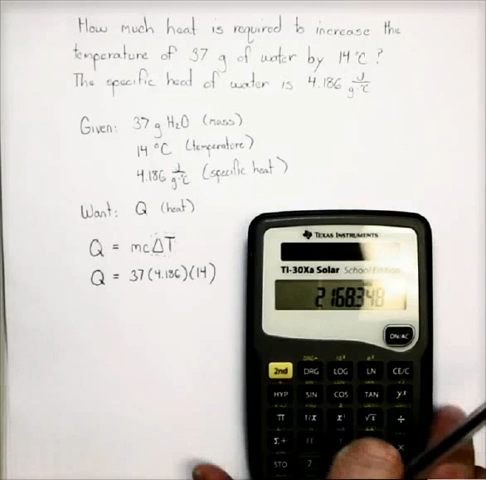 How much heat is required to increase the
temperature of 37 g of water by 14°C?
The specific heat of water is 4.186 J/g·°C
Given: 37 g H₂O (mass)
14 °C (temperature)
4.186 J/g·°C (specific heat)
Want: Q (heat)
Q = mcΔT
Q = 37(4.186)(14)
TEXAS INSTRUMENTS
TI-30Xa Solar School Edition
2168.348
ON/AC
2nd DRG LOG LN CE/C
HYP SIN COS TAN
π 1/x x² √x ÷
Σ+
STO 7